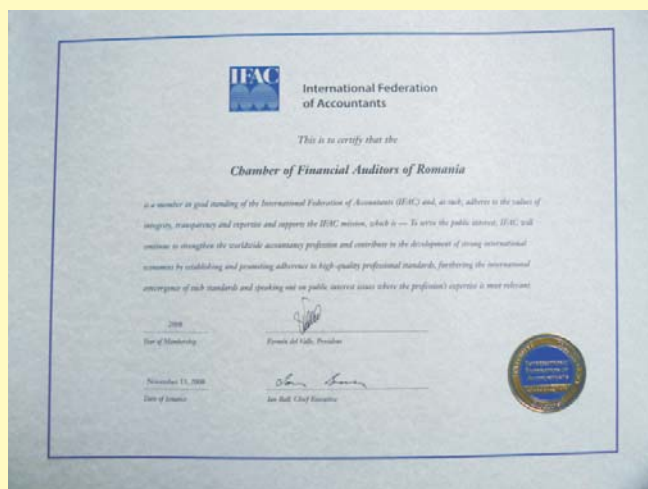 IFAC
International Federation
of Accountants
This is to certify that the
Chamber of Financial Auditors of Romania
is a member in good standing of the International Federation of Accountants (IFAC) and, as such, adheres to the values of
integrity, transparency and expertise and supports the IFAC mission, which is — To serve the public interest, IFAC will
continue to strengthen the worldwide accountancy profession and contribute to the development of strong international
economies by establishing and promoting adherence to high-quality professional standards, furthering the international
convergence of such standards and speaking out on public interest issues where the profession's expertise is most relevant
2008
Year of Membership
Fermín del Valle, President
November 13, 2008
Date of Issuance
Ian Ball, Chief Executive
INTERNATIONAL
FEDERATION OF
ACCOUNTANTS